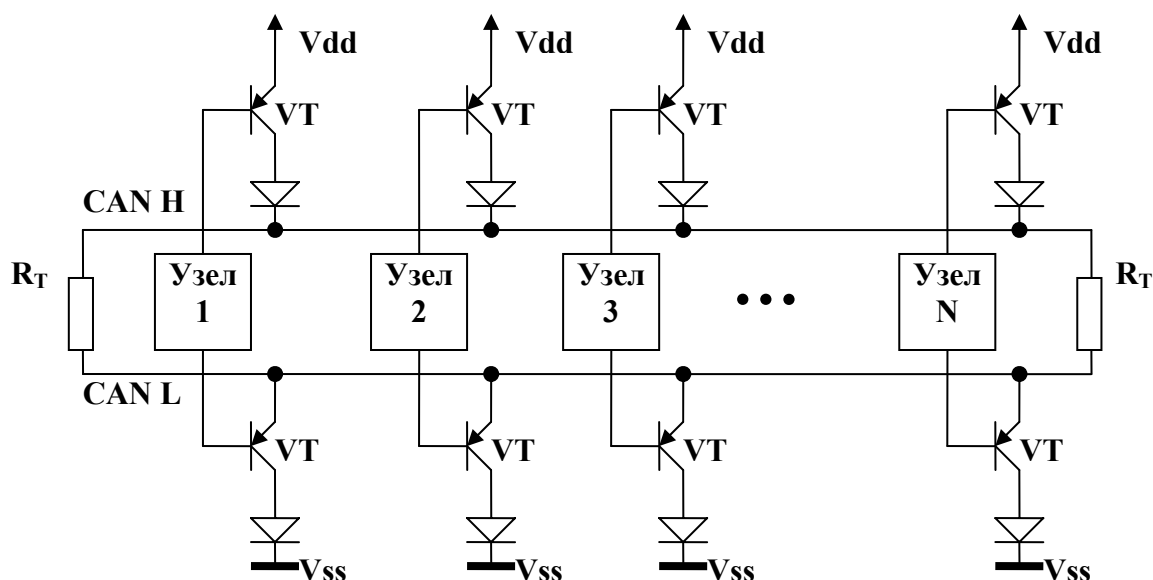 Vdd Vdd Vdd Vdd
VT VT VT VT
CAN H
R_T Узел Узел Узел Узел R_T
1 2 3 ••• N
CAN L
VT VT VT VT
Vss Vss Vss Vss